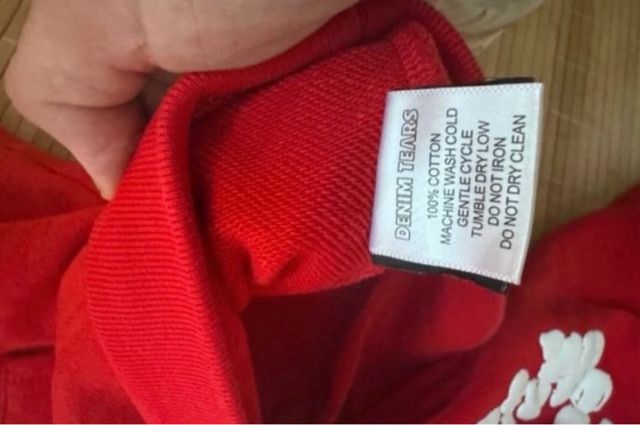 DENIM TEARS
100% COTTON
MACHINE WASH COLD
GENTLE CYCLE
TUMBLE DRY LOW
DO NOT IRON
DO NOT DRY CLEAN